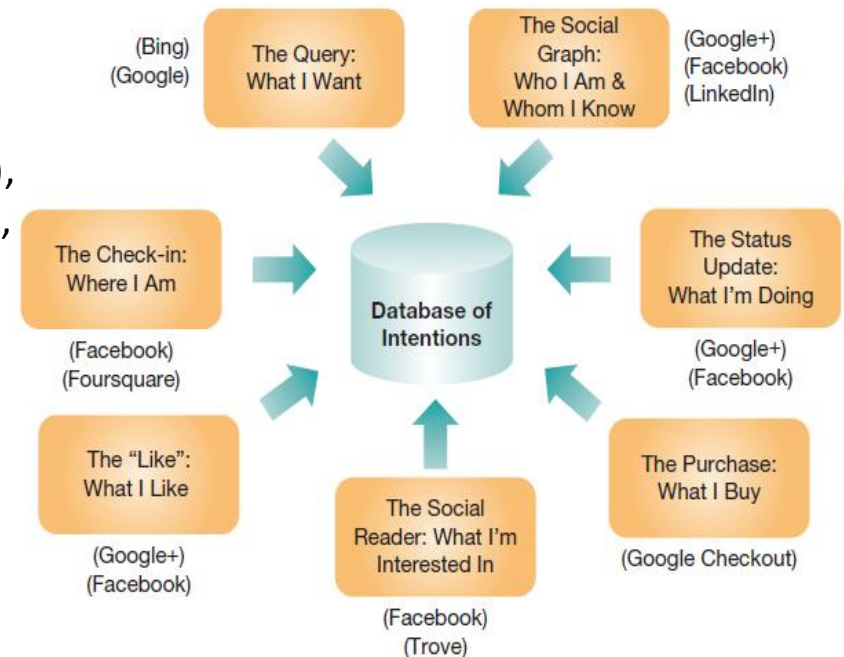 (Bing)
(Google)
The Query:
What I Want
The Social
Graph:
Who I Am &
Whom I Know
(Google+)
(Facebook)
(LinkedIn)
),
,
The Check-in:
Where I Am
(Facebook)
(Foursquare)
Database of
Intentions
The Status
Update:
What I'm Doing
(Google+)
(Facebook)
The "Like":
What I Like
(Google+)
(Facebook)
The Social
Reader: What I'm
Interested In
(Facebook)
(Trove)
The Purchase:
What I Buy
(Google Checkout)